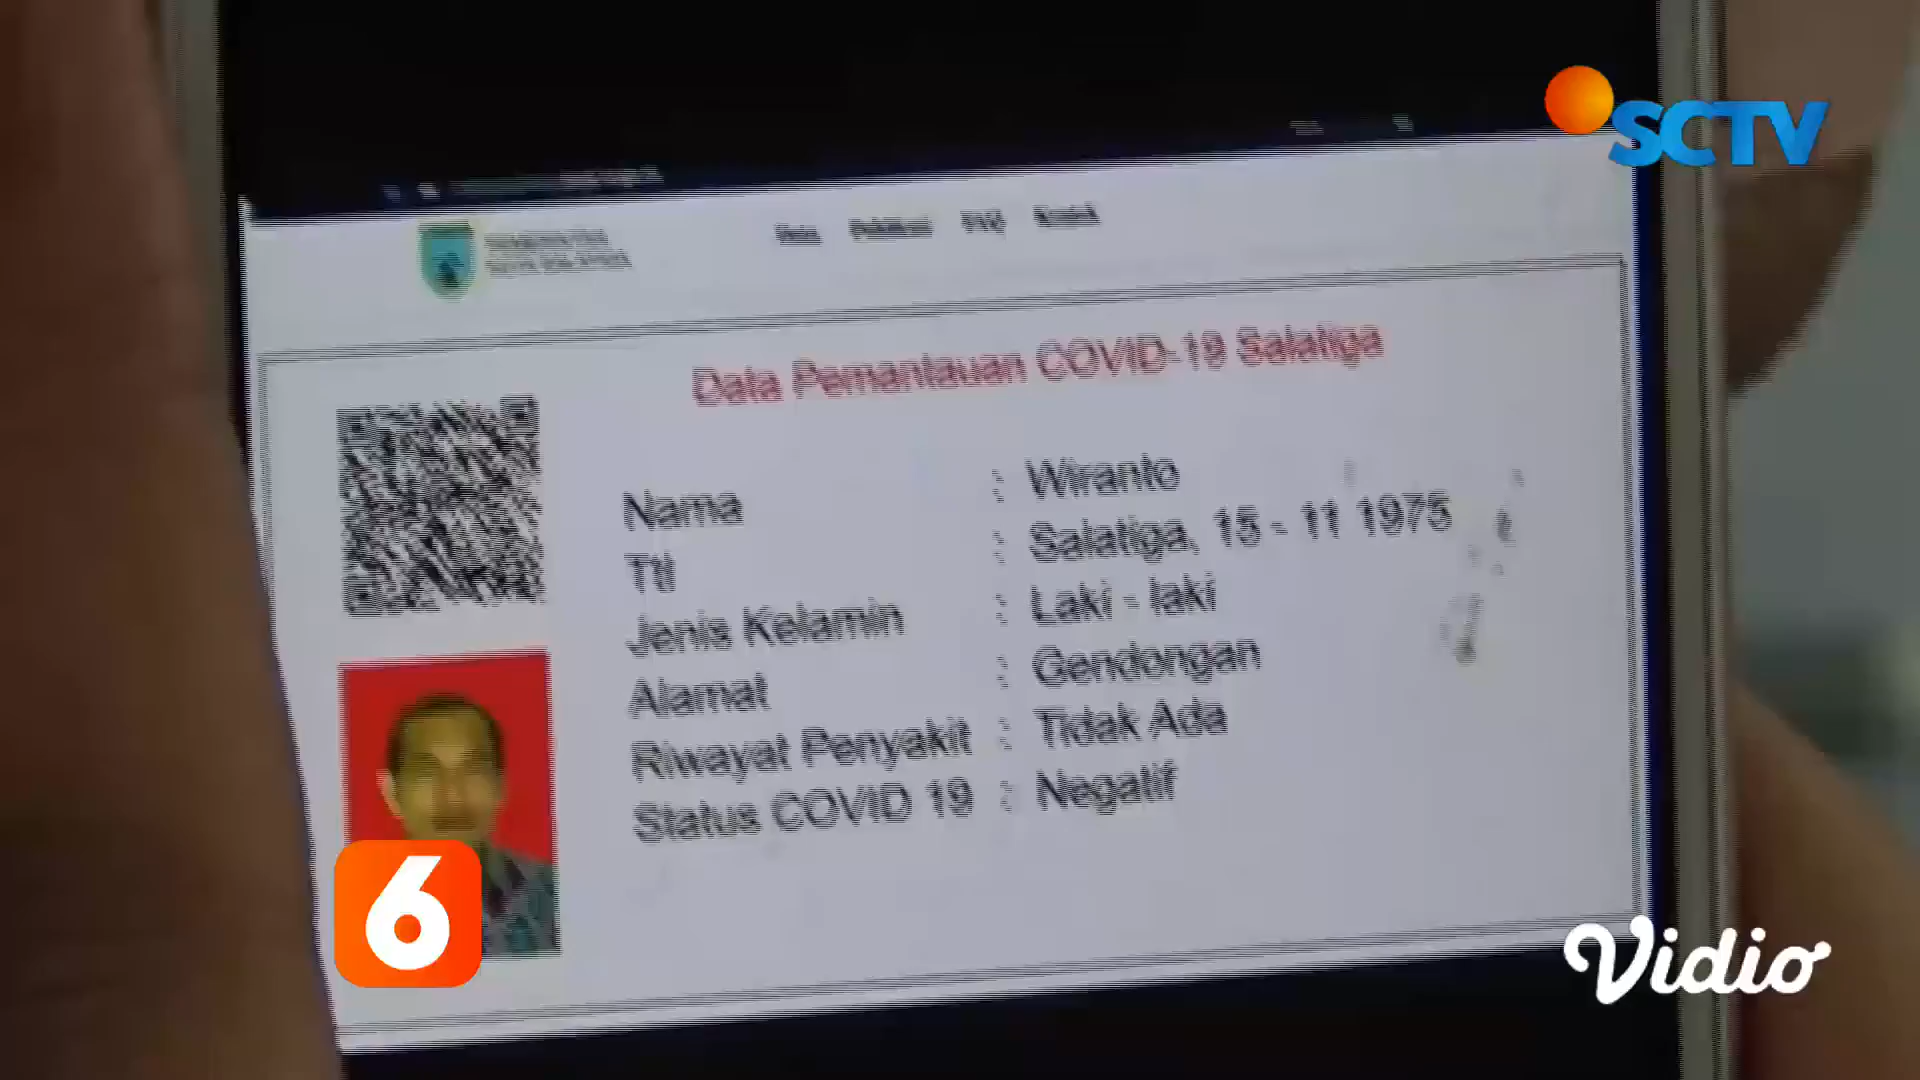 SCTV
Data Pemantauan COVID-19 Salatiga
Nama : Wiranto
Ttl : Salatiga, 15 - 11 1975
Jenis Kelamin : Laki - laki
Alamat : Gendongan
Riwayat Penyakit : Tidak Ada
Status COVID 19 : Negatif
6
Vidio